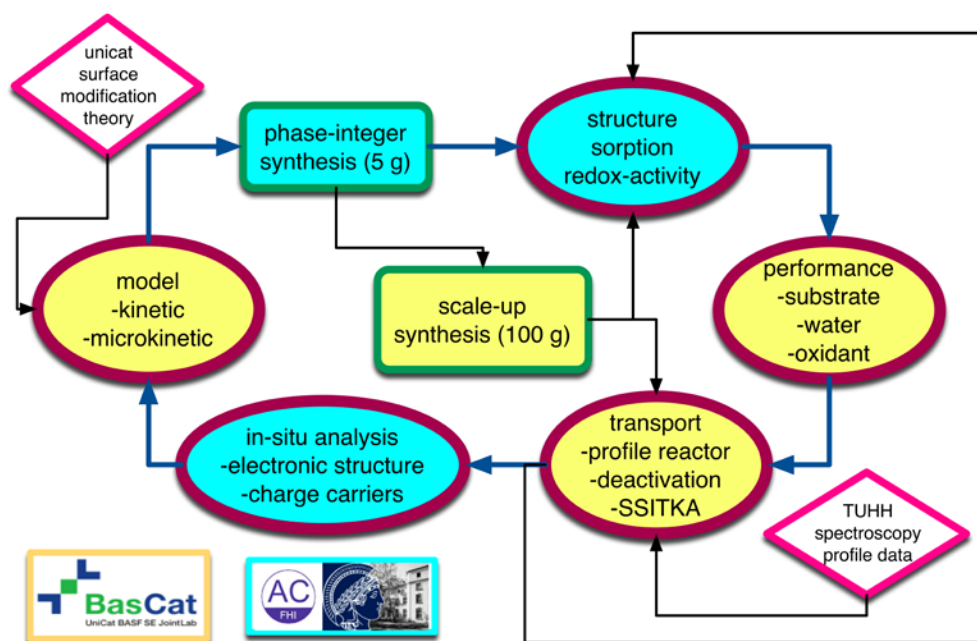 unicat
surface
modification
theory
phase-integer
synthesis (5 g)
structure
sorption
redox-activity
model
-kinetic
-microkinetic
scale-up
synthesis (100 g)
performance
-substrate
-water
-oxidant
in-situ analysis
-electronic structure
-charge carriers
transport
-profile reactor
-deactivation
-SSITKA
TUHH
spectroscopy
profile data
BasCat
UniCat BASF SE JointLab
AC
FHI